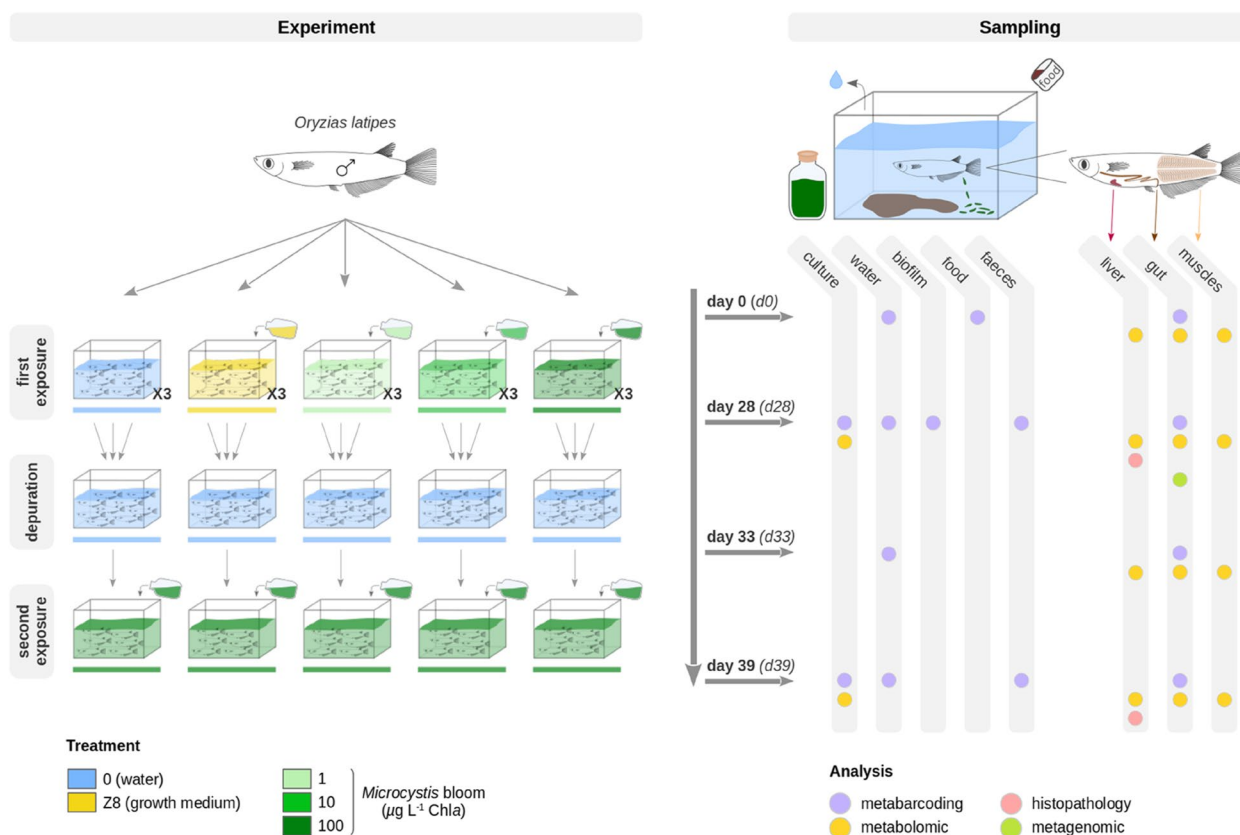 Experiment
Sampling
Oryzias latipes
♂
food
culture
water
biofilm
food
faeces
liver
gut
muscles
first
exposure
X3
X3
X3
X3
X3
depuration
second
exposure
day 0 (d0)
day 28 (d28)
day 33 (d33)
day 39 (d39)
Treatment
0 (water)
Z8 (growth medium)
1
10
100
Microcystis bloom
(µg L⁻¹ Chla)
Analysis
metabarcoding
metabolomic
histopathology
metagenomic